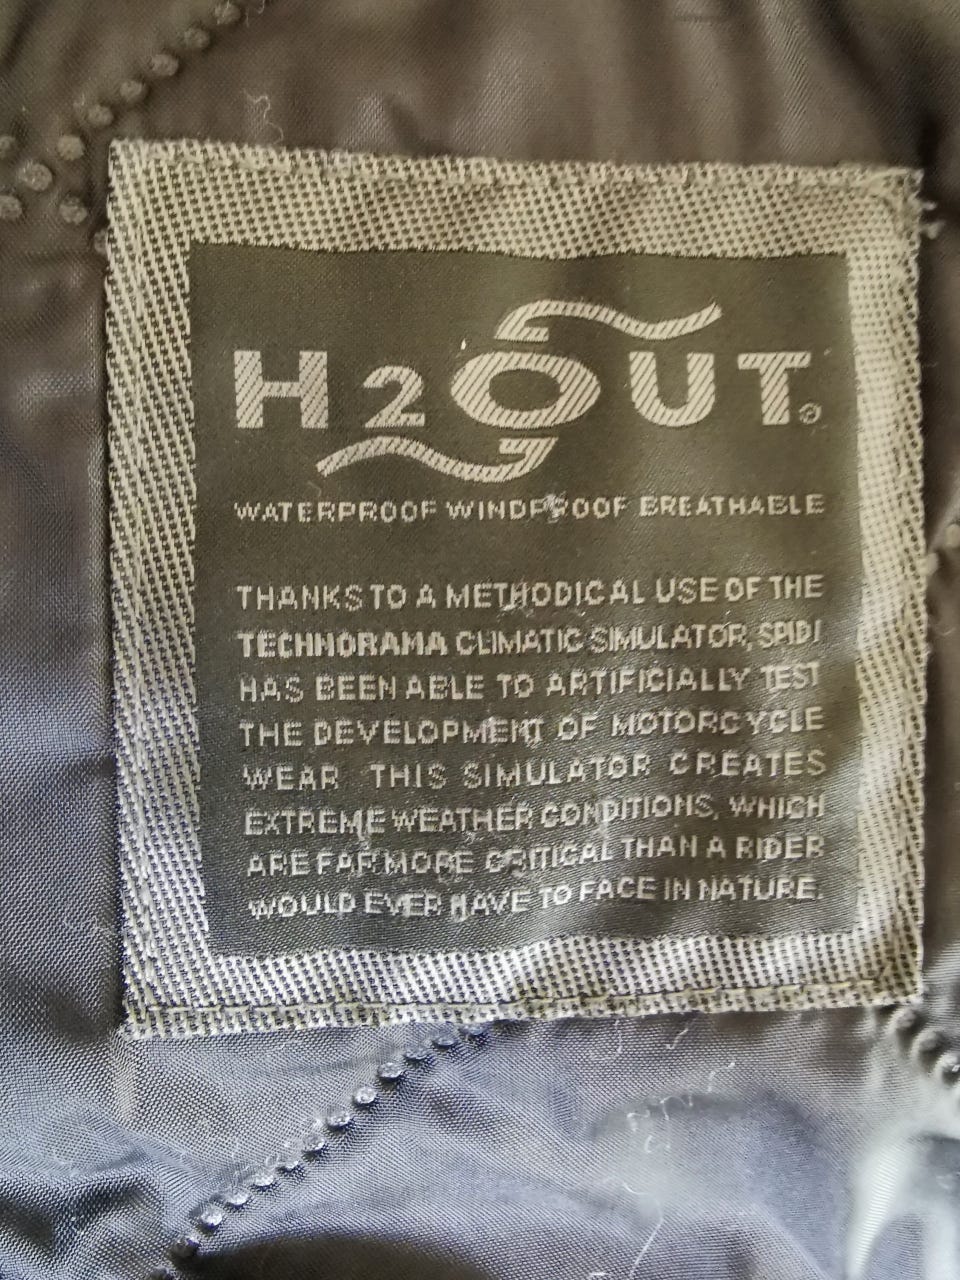 H2OUT®
WATERPROOF WINDPROOF BREATHABLE
THANKS TO A METHODICAL USE OF THE
TECHNORAMA CLIMATIC SIMULATOR, SPIDI
HAS BEEN ABLE TO ARTIFICIALLY TEST
THE DEVELOPMENT OF MOTORCYCLE
WEAR THIS SIMULATOR CREATES
EXTREME WEATHER CONDITIONS, WHICH
ARE FAR MORE CRITICAL THAN A RIDER
WOULD EVER HAVE TO FACE IN NATURE.